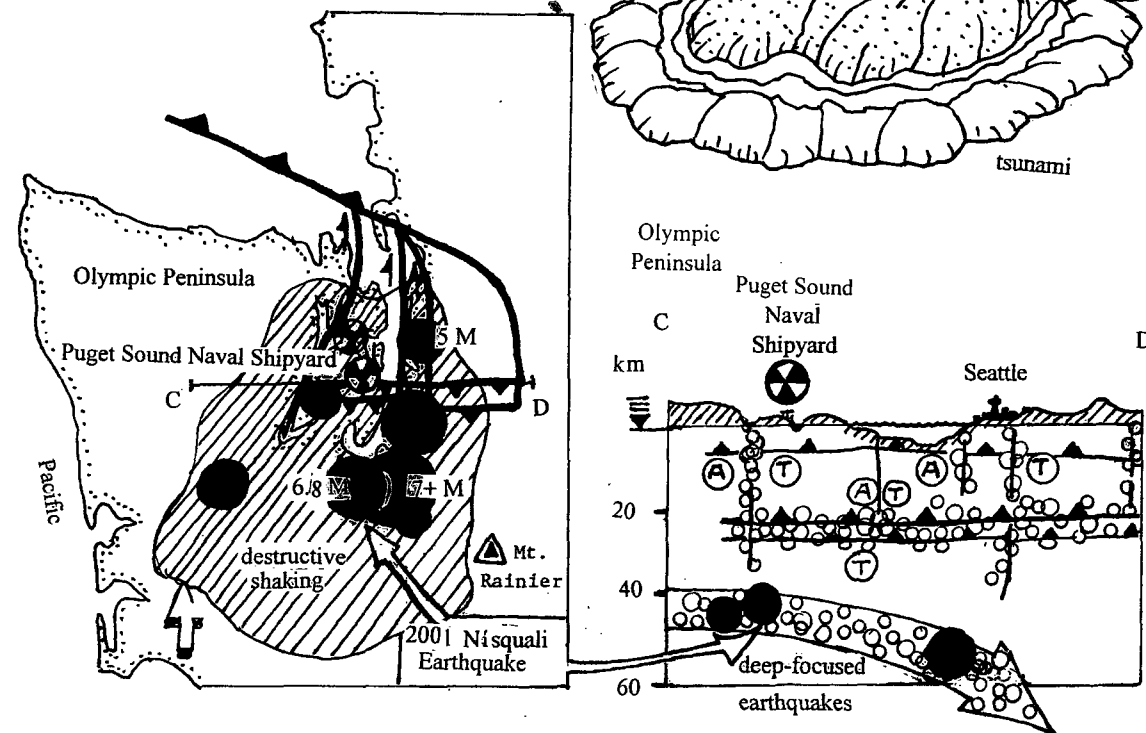 tsunami
Olympic Peninsula
Puget Sound Naval Shipyard
5 M
C
D
Pacific
6.8 M
7+ M
destructive
shaking
Mt.
Rainier
2001 Nisquali
Earthquake
Olympic
Peninsula
Puget Sound
Naval
Shipyard
C
D
km
Seattle
A
T
A
T
A
T
20
T
40
60
deep-focused
earthquakes